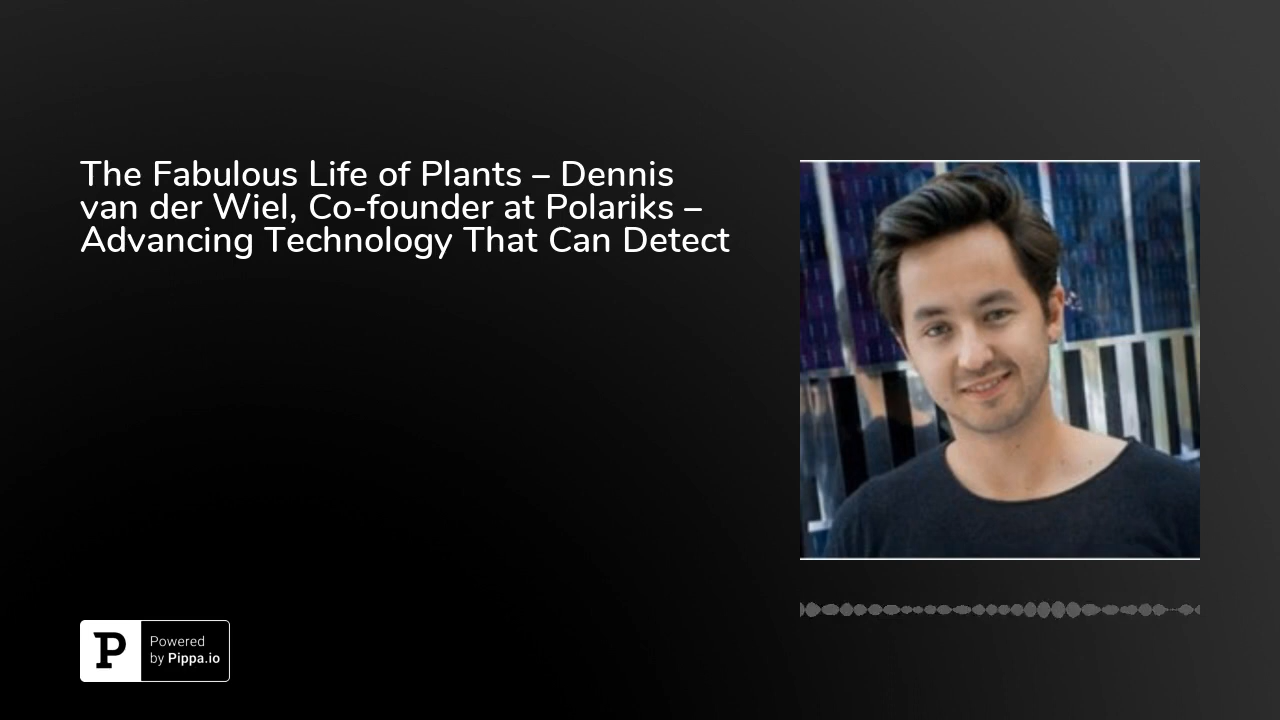 The Fabulous Life of Plants – Dennis
van der Wiel, Co-founder at Polariks –
Advancing Technology That Can Detect
P
Powered
by Pippa.io